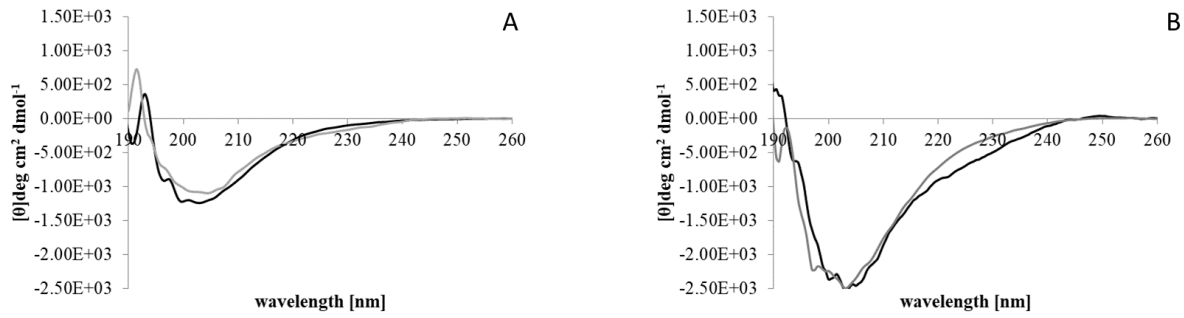 A
1.50E+03
1.00E+03
5.00E+02
0.00E+00
-5.00E+02
-1.00E+03
-1.50E+03
-2.00E+03
-2.50E+03
190 200 210 220 230 240 250 260
[θ]deg cm² dmol⁻¹
wavelength [nm]
B
1.50E+03
1.00E+03
5.00E+02
0.00E+00
-5.00E+02
-1.00E+03
-1.50E+03
-2.00E+03
-2.50E+03
190 200 210 220 230 240 250 260
[θ]deg cm² dmol⁻¹
wavelength [nm]